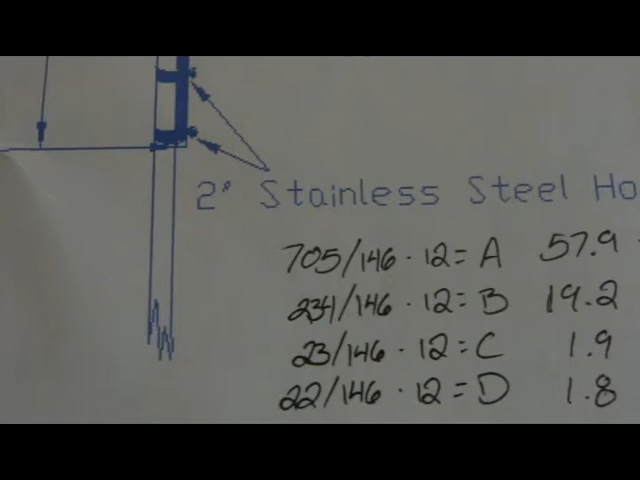 2" Stainless Steel Ho
705/146 · 12 = A 57.9
234/146 · 12 = B 19.2
23/146 · 12 = C 1.9
22/146 · 12 = D 1.8